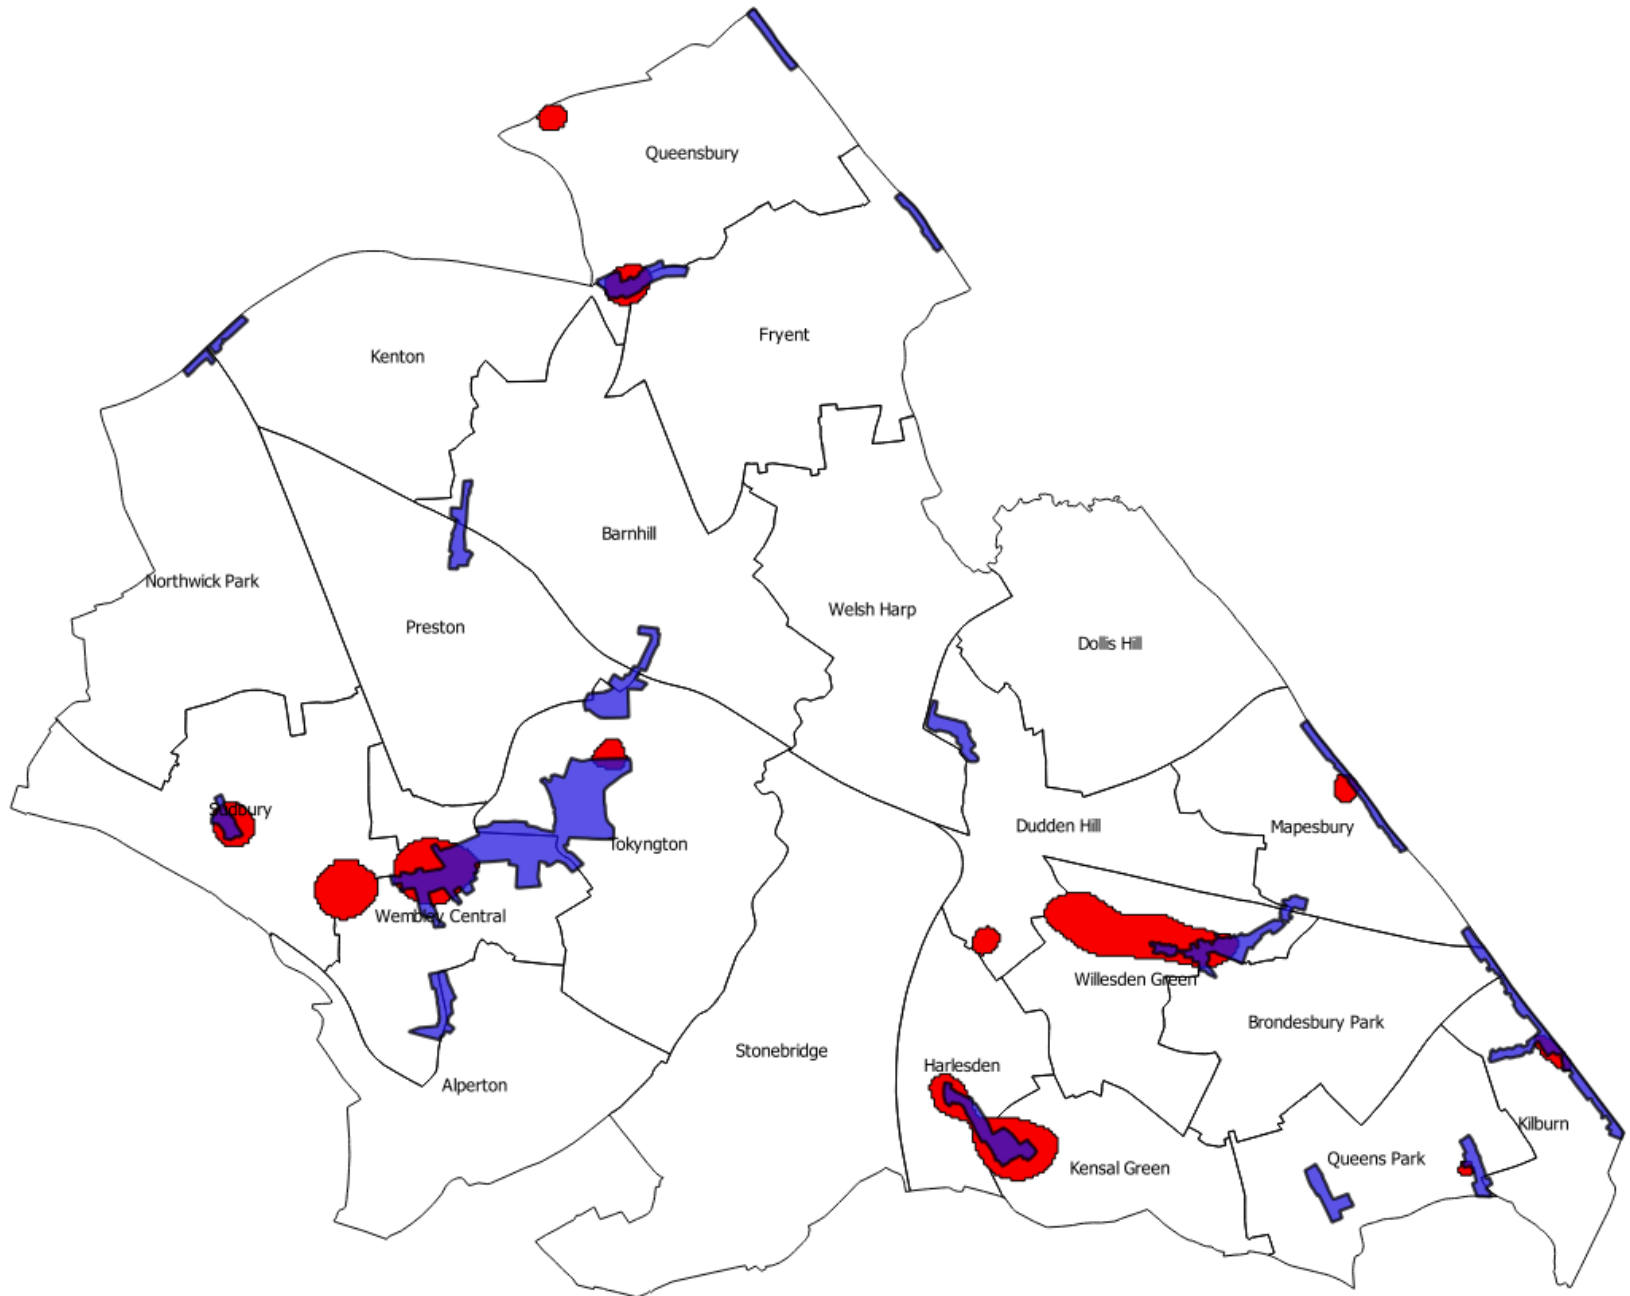 Queensbury
Fryent
Kenton
Barnhill
Northwick Park
Welsh Harp
Preston
Dollis Hill
Sudbury
Dudden Hill
Mapesbury
Tokyngton
Wembley Central
Willesden Green
Brondesbury Park
Stonebridge
Harlesden
Alperton
Kilburn
Queens Park
Kensal Green